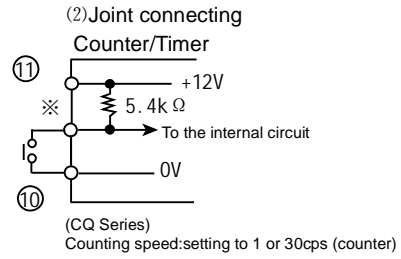 (2)Joint connecting
Counter/Timer
⑪
+12V
※
5.4kΩ
To the internal circuit
0V
⑩
(CQ Series)
Counting speed:setting to 1 or 30cps (counter)